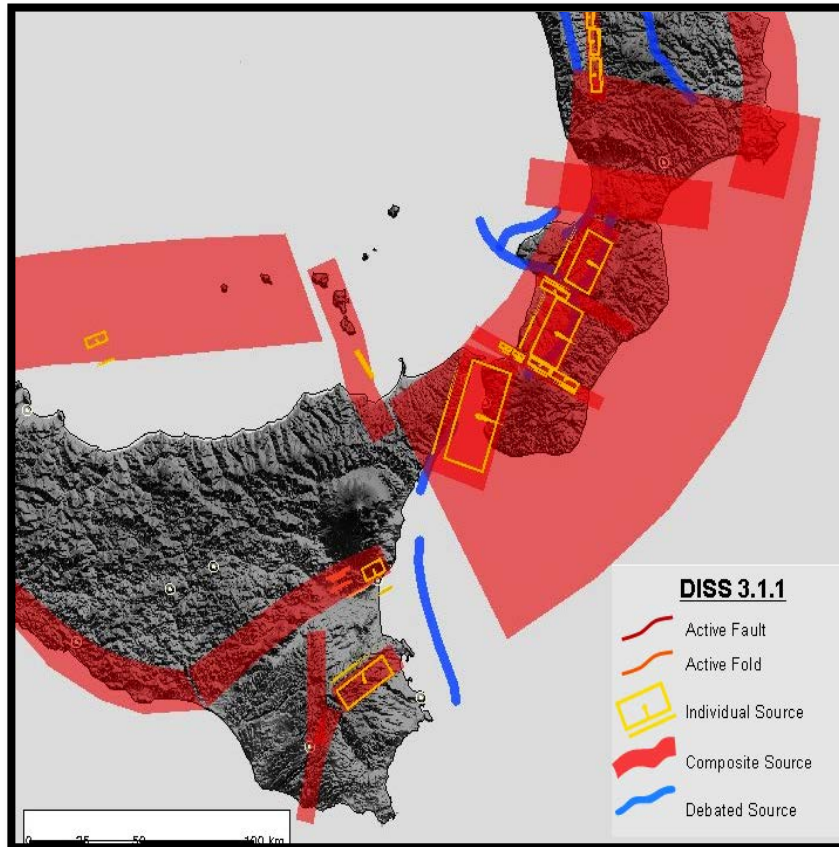 DISS 3.1.1
Active Fault
Active Fold
Individual Source
Composite Source
Debated Source
0 25 50 100 km